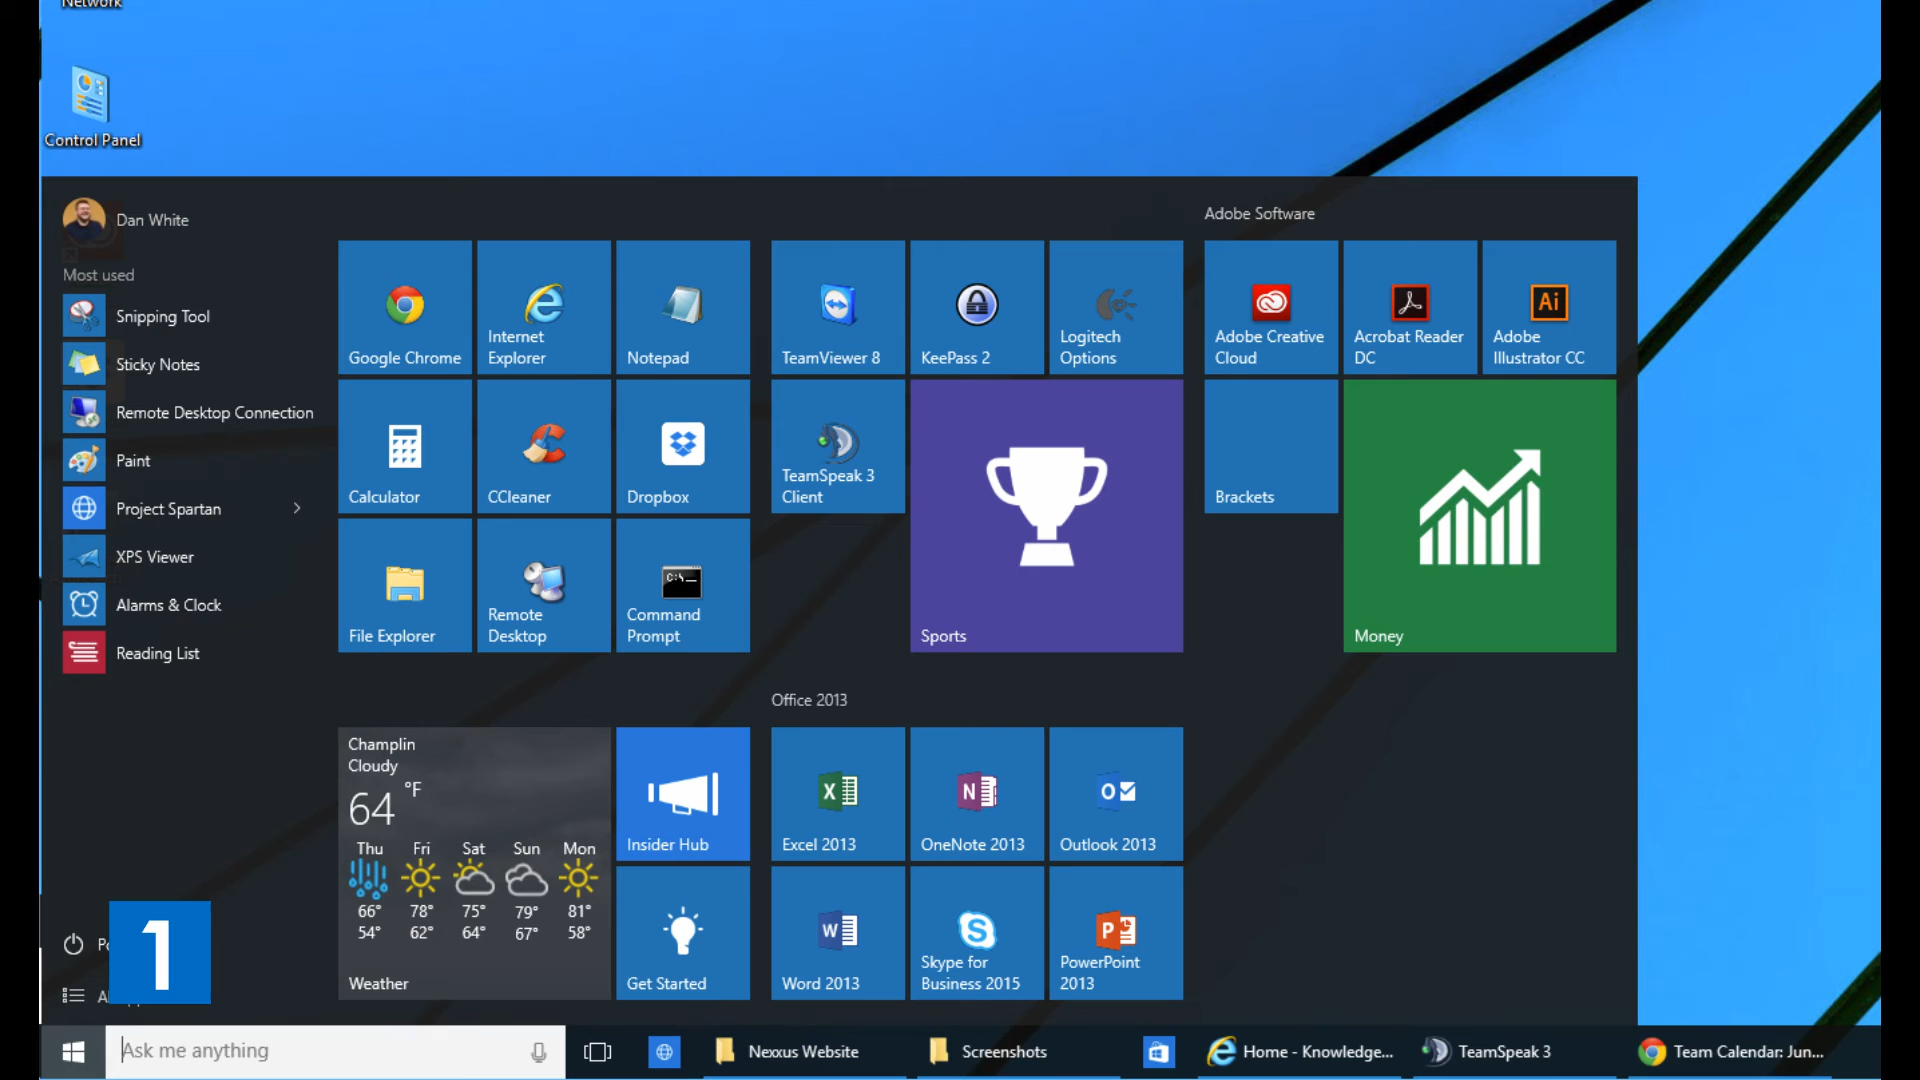 Network
Control Panel
Dan White
Most used
Snipping Tool
Sticky Notes
Remote Desktop Connection
Paint
Project Spartan
XPS Viewer
Alarms & Clock
Reading List
1
Google Chrome
Internet
Explorer
Notepad
Calculator
CCleaner
Dropbox
File Explorer
Remote
Desktop
C:\_
Command
Prompt
TeamViewer 8
KeePass 2
Logitech
Options
TeamSpeak 3
Client
Sports
Adobe Software
Adobe Creative
Cloud
Acrobat Reader
DC
Ai
Adobe
Illustrator CC
Brackets
Money
Champlin
Cloudy
64 °F
Thu Fri Sat Sun Mon
66° 78° 75° 79° 81°
54° 62° 64° 67° 58°
Weather
Insider Hub
Get Started
Office 2013
X
Excel 2013
N
OneNote 2013
O
Outlook 2013
W
Word 2013
S
Skype for
Business 2015
P
PowerPoint
2013
Ask me anything
Nexxus Website
Screenshots
Home - Knowledge...
TeamSpeak 3
Team Calendar: Jun...